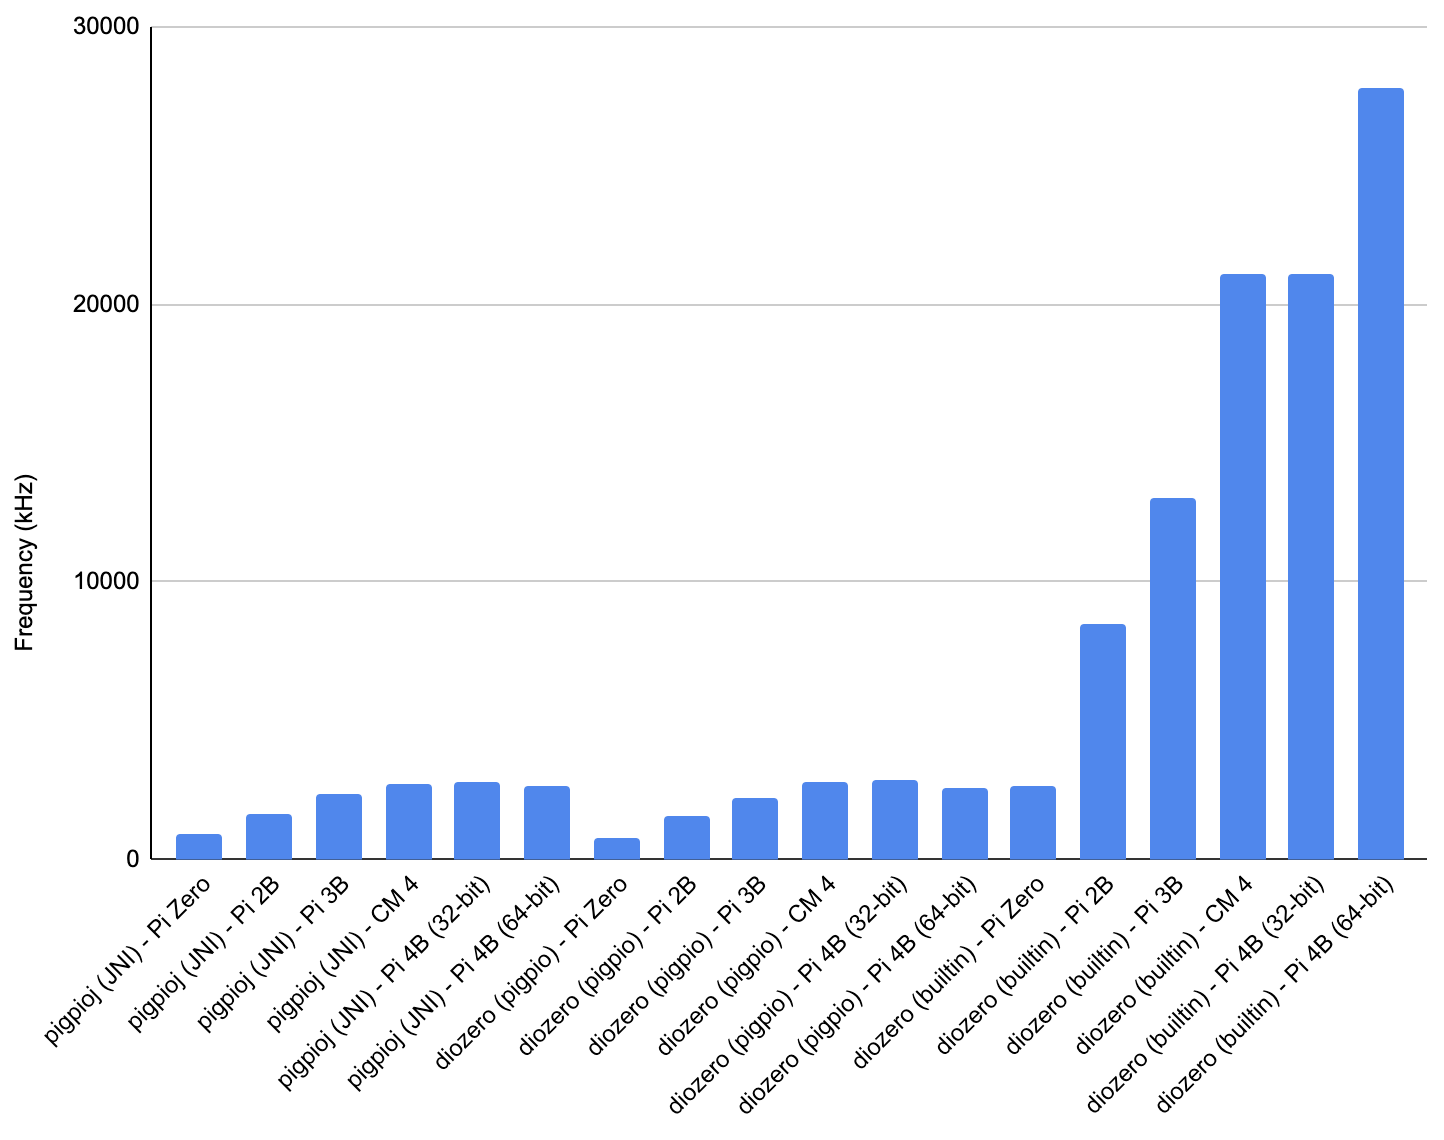 30000
20000
10000
0
Frequency (kHz)
pigpioj (JNI) - Pi Zero
pigpioj (JNI) - Pi 2B
pigpioj (JNI) - Pi 3B
pigpioj (JNI) - CM 4
pigpioj (JNI) - Pi 4B (32-bit)
pigpioj (JNI) - Pi 4B (64-bit)
diozero (pigpio) - Pi Zero
diozero (pigpio) - Pi 2B
diozero (pigpio) - Pi 3B
diozero (pigpio) - CM 4
diozero (pigpio) - Pi 4B (32-bit)
diozero (pigpio) - Pi 4B (64-bit)
diozero (builtin) - Pi Zero
diozero (builtin) - Pi 2B
diozero (builtin) - Pi 3B
diozero (builtin) - CM 4
diozero (builtin) - Pi 4B (32-bit)
diozero (builtin) - Pi 4B (64-bit)